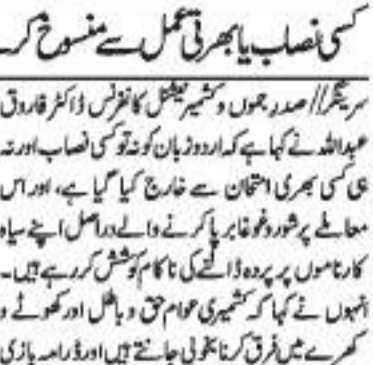 کسی نصاب یا بھرتی عمل سے منسوخ کر
سرینگر//صدر جموں و کشمیر نیشنل کانفرنس ڈاکٹر فاروق
عبداللہ نے کہا ہے کہ اردو زبان کو نہ تو کسی نصاب اور نہ
ہی کسی بھری امتحان سے خارج کیا گیا ہے، اور اس
معاملے پر شور و غوغا برپا کرنے والے دراصل اپنے سیاہ
کارناموں پر پردہ ڈالنے کی ناکام کوشش کر رہے ہیں۔
انہوں نے کہا کہ کشمیری عوام حق و باطل اور کھوٹے و
کھرے میں فرق کرنا بخوبی جانتے ہیں اور ڈرامہ بازی